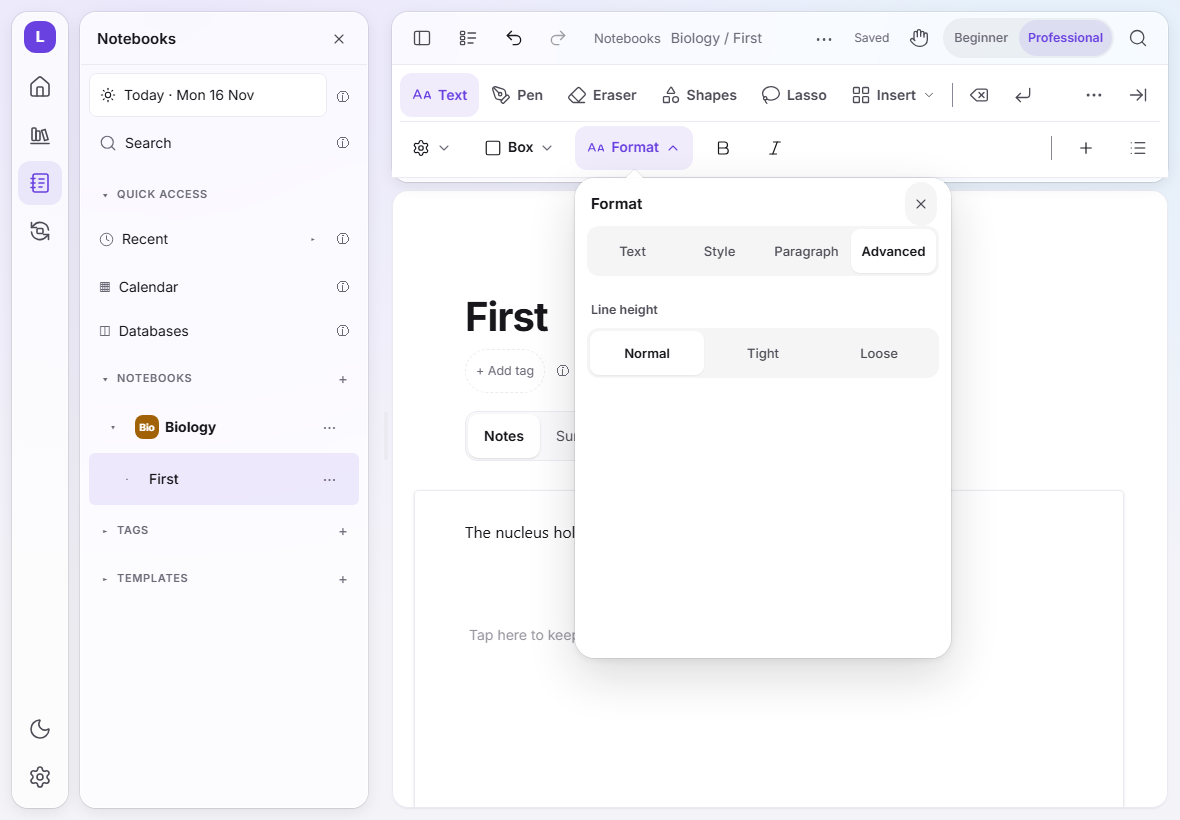 L
Notebooks
Today · Mon 16 Nov
Search
QUICK ACCESS
Recent
Calendar
Databases
NOTEBOOKS
Bio Biology
First
TAGS
TEMPLATES
Notebooks Biology / First
Saved
Beginner Professional
AA Text Pen Eraser Shapes Lasso Insert
Box AA Format B I
Format
Text Style Paragraph Advanced
Line height
Normal Tight Loose
First
+ Add tag
Notes
The nucleus
Tap here to keep